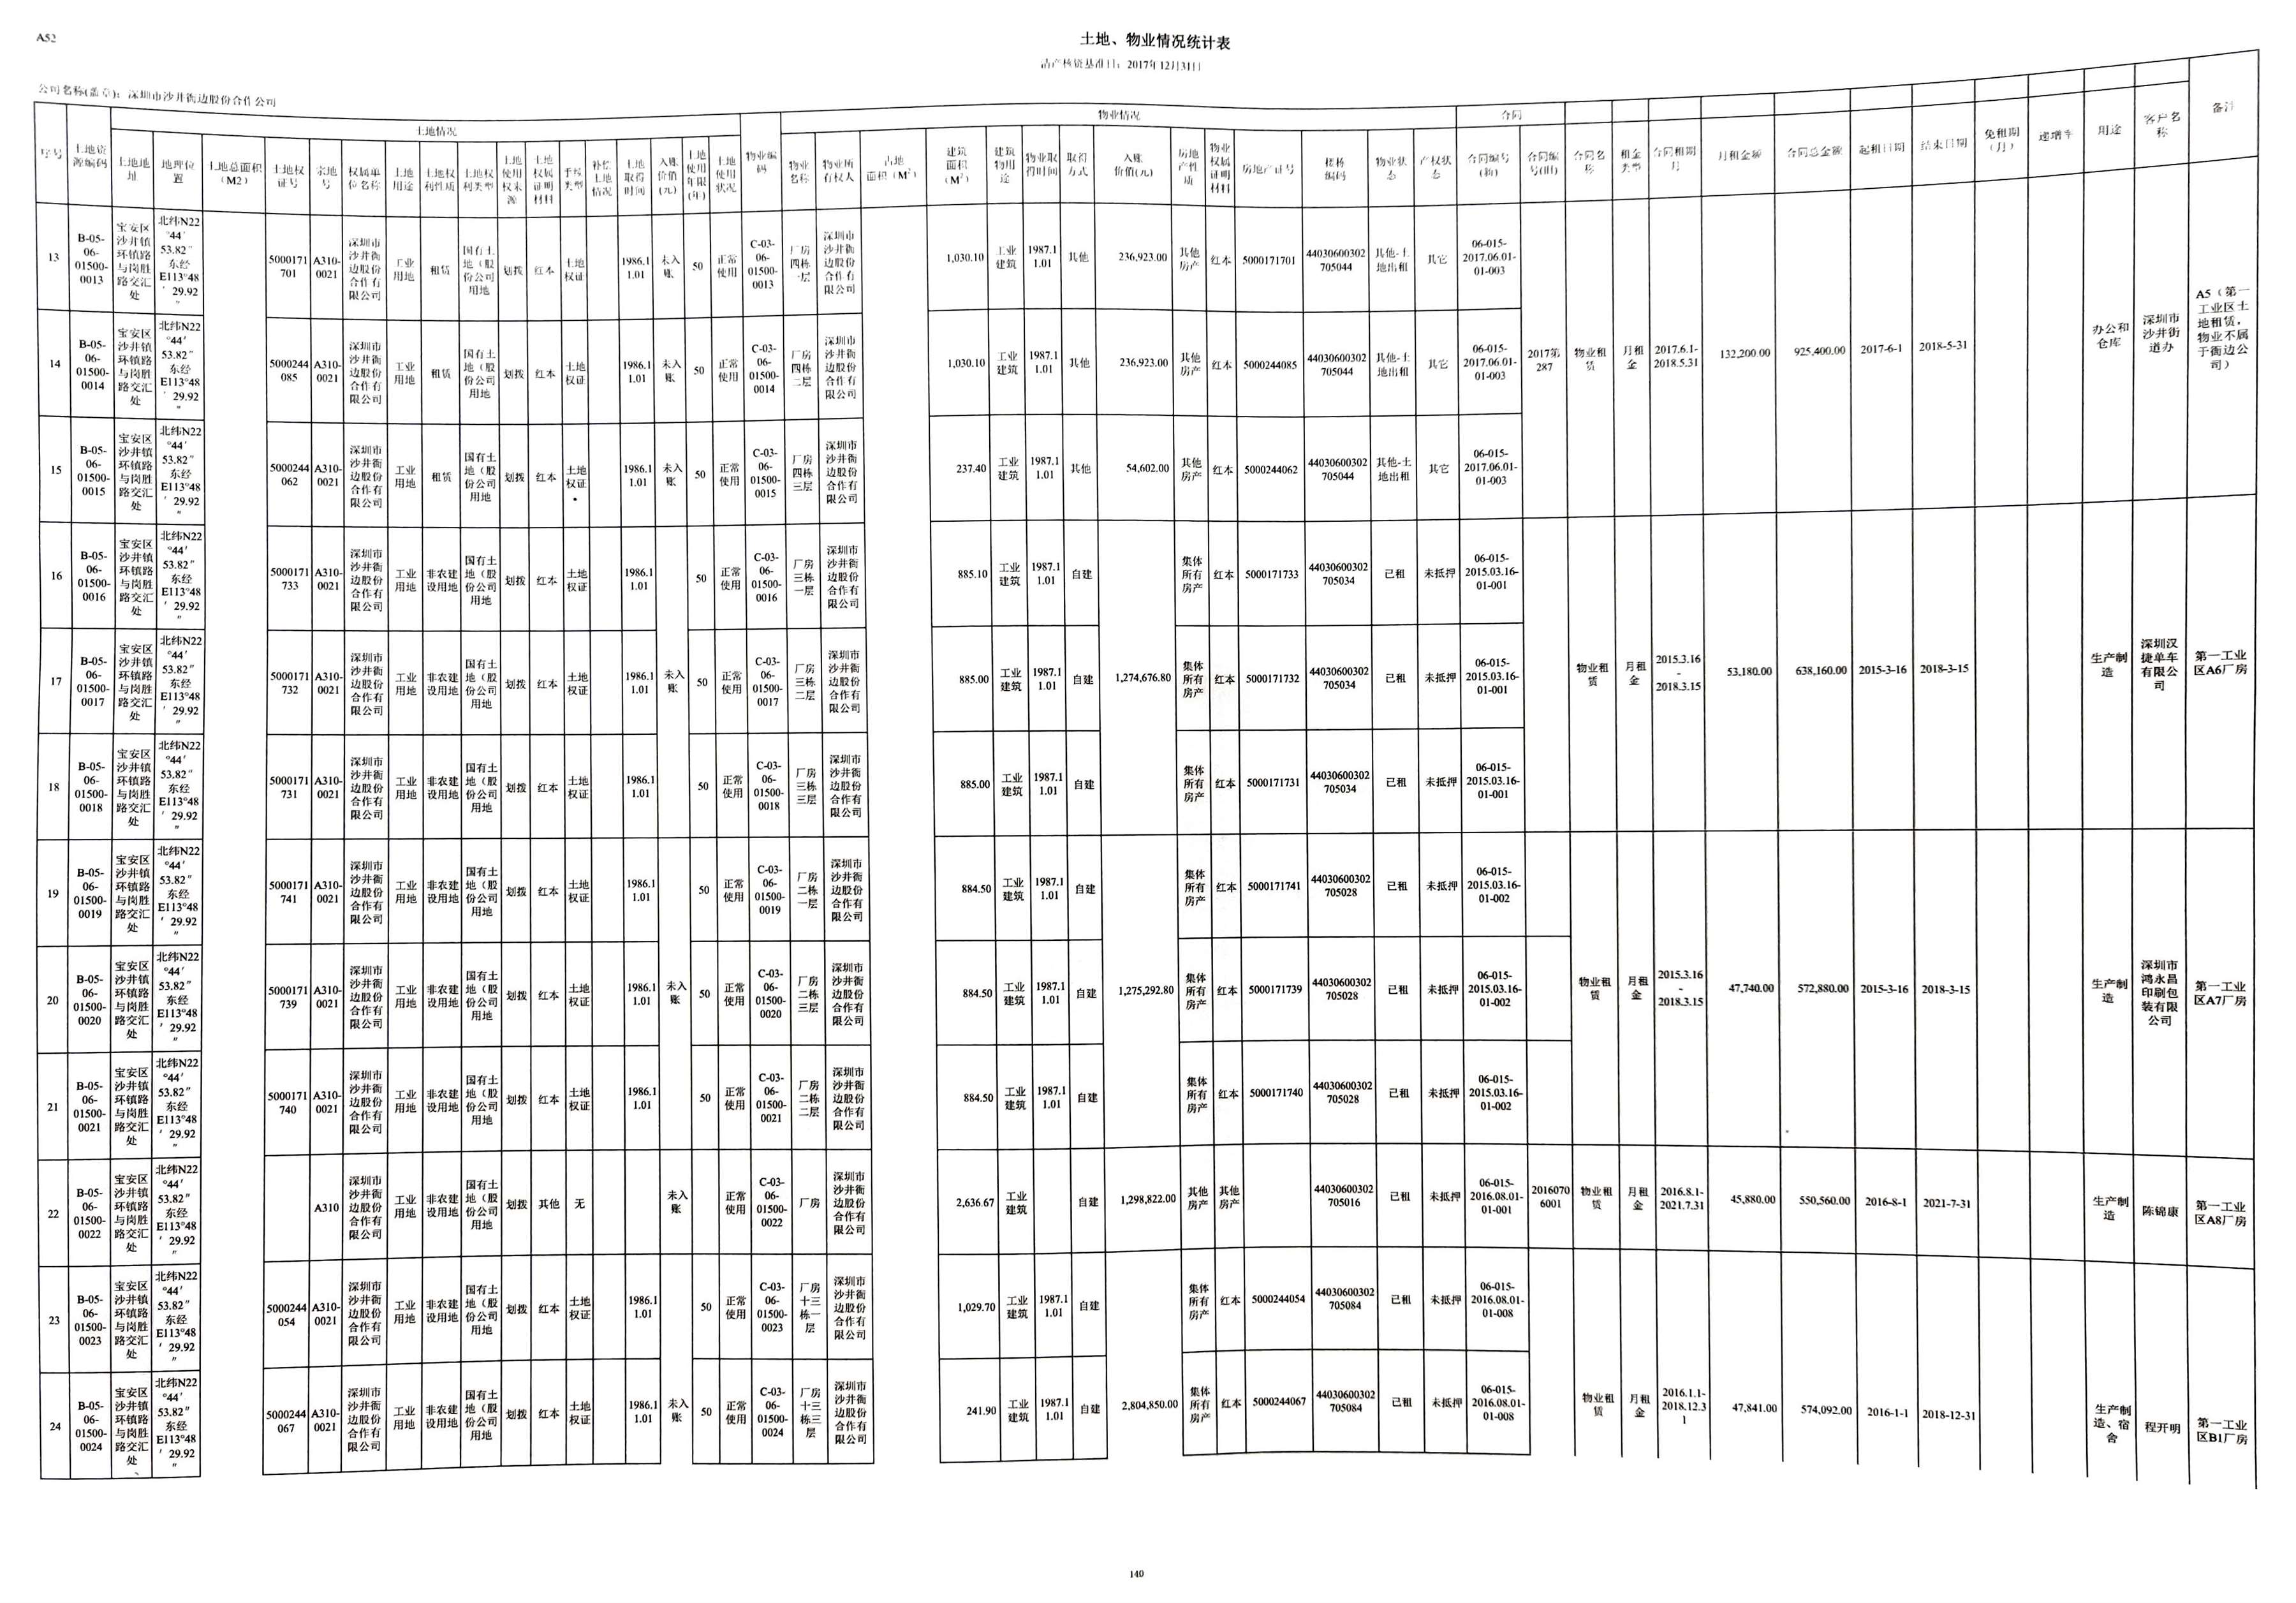 A52
土地、物业情况统计表
清产核资基准日：2017年12月31日
公司名称(盖章)：深圳市沙井衙边股份合作公司
土地情况 物业情况 合同
序号 土地资源编码 土地地址 地理位置 土地总面积（M2） 土地权证号 宗地号 权属单位名称 土地用途 土地权利性质 土地权利类型 土地使用权来源 土地权属证明材料 手续类型 补偿土地情况 土地取得时间 入账价值(元) 土地使用年限(年) 土地使用状况 物业编码 物业名称 物业所有权人 占地面积（M²） 建筑面积（M²） 建筑物用途 物业取得时间 取得方式 入账价值(元) 房地产性质 物业权属证明材料 房地产证号 楼栋编码 物业状态 产权状态 合同编号(新) 合同编号(旧) 合同名称 租金类型 合同租期月 月租金额 合同总金额 起租日期 结束日期 免租期（月） 递增率 用途 客户名称 备注
13 B-05-06-01500-0013 宝安区沙井镇环镇路与岗胜路交汇处 北纬N22°44′53.82″东经E113°48′29.92″ 5000171701 A310-0021 深圳市沙井衙边股份合作有限公司 工业用地 租赁 国有土地（股份公司用地 划拨 红本 土地权证 1986.11.01 未入账 50 正常使用 C-03-06-01500-0013 厂房四栋一层 深圳市沙井衙边股份合作有限公司 1,030.10 工业建筑 1987.11.01 其他 236,923.00 其他房产 红本 5000171701 44030600302705044 其他-土地出租 其它 06-015-2017.06.01-01-003
14 B-05-06-01500-0014 宝安区沙井镇环镇路与岗胜路交汇处 北纬N22°44′53.82″东经E113°48′29.92″ 5000244085 A310-0021 深圳市沙井衙边股份合作有限公司 工业用地 租赁 国有土地（股份公司用地 划拨 红本 土地权证 1986.11.01 未入账 50 正常使用 C-03-06-01500-0014 厂房四栋二层 深圳市沙井衙边股份合作有限公司 1,030.10 工业建筑 1987.11.01 其他 236,923.00 其他房产 红本 5000244085 44030600302705044 其他-土地出租 其它 06-015-2017.06.01-01-003 2017第287 物业租赁 月租金 2017.6.1-2018.5.31 132,200.00 925,400.00 2017-6-1 2018-5-31 办公和仓库 深圳市沙井街道办 A5（第一工业区土地租赁，物业不属于衙边公司）
15 B-05-06-01500-0015 宝安区沙井镇环镇路与岗胜路交汇处 北纬N22°44′53.82″东经E113°48′29.92″ 5000244062 A310-0021 深圳市沙井衙边股份合作有限公司 工业用地 租赁 国有土地（股份公司用地 划拨 红本 土地权证 1986.11.01 未入账 50 正常使用 C-03-06-01500-0015 厂房四栋三层 深圳市沙井衙边股份合作有限公司 237.40 工业建筑 1987.11.01 其他 54,602.00 其他房产 红本 5000244062 44030600302705044 其他-土地出租 其它 06-015-2017.06.01-01-003
16 B-05-06-01500-0016 宝安区沙井镇环镇路与岗胜路交汇处 北纬N22°44′53.82″东经E113°48′29.92″ 5000171733 A310-0021 深圳市沙井衙边股份合作有限公司 工业用地 非农建设用地 国有土地（股份公司用地 划拨 红本 土地权证 1986.11.01 50 正常使用 C-03-06-01500-0016 厂房三栋一层 深圳市沙井衙边股份合作有限公司 885.10 工业建筑 1987.11.01 自建 集体所有房产 红本 5000171733 44030600302705034 已租 未抵押 06-015-2015.03.16-01-001
17 B-05-06-01500-0017 宝安区沙井镇环镇路与岗胜路交汇处 北纬N22°44′53.82″东经E113°48′29.92″ 5000171732 A310-0021 深圳市沙井衙边股份合作有限公司 工业用地 非农建设用地 国有土地（股份公司用地 划拨 红本 土地权证 1986.11.01 未入账 50 正常使用 C-03-06-01500-0017 厂房三栋二层 深圳市沙井衙边股份合作有限公司 885.00 工业建筑 1987.11.01 自建 1,274,676.80 集体所有房产 红本 5000171732 44030600302705034 已租 未抵押 06-015-2015.03.16-01-001 物业租赁 月租金 2015.3.16-2018.3.15 53,180.00 638,160.00 2015-3-16 2018-3-15 生产制造 深圳汉捷单车有限公司 第一工业区A6厂房
18 B-05-06-01500-0018 宝安区沙井镇环镇路与岗胜路交汇处 北纬N22°44′53.82″东经E113°48′29.92″ 5000171731 A310-0021 深圳市沙井衙边股份合作有限公司 工业用地 非农建设用地 国有土地（股份公司用地 划拨 红本 土地权证 1986.11.01 50 正常使用 C-03-06-01500-0018 厂房三栋三层 深圳市沙井衙边股份合作有限公司 885.00 工业建筑 1987.11.01 自建 集体所有房产 红本 5000171731 44030600302705034 已租 未抵押 06-015-2015.03.16-01-001
19 B-05-06-01500-0019 宝安区沙井镇环镇路与岗胜路交汇处 北纬N22°44′53.82″东经E113°48′29.92″ 5000171741 A310-0021 深圳市沙井衙边股份合作有限公司 工业用地 非农建设用地 国有土地（股份公司用地 划拨 红本 土地权证 1986.11.01 50 正常使用 C-03-06-01500-0019 厂房二栋一层 深圳市沙井衙边股份合作有限公司 884.50 工业建筑 1987.11.01 自建 集体所有房产 红本 5000171741 44030600302705028 已租 未抵押 06-015-2015.03.16-01-002
20 B-05-06-01500-0020 宝安区沙井镇环镇路与岗胜路交汇处 北纬N22°44′53.82″东经E113°48′29.92″ 5000171739 A310-0021 深圳市沙井衙边股份合作有限公司 工业用地 非农建设用地 国有土地（股份公司用地 划拨 红本 土地权证 1986.11.01 未入账 50 正常使用 C-03-06-01500-0020 厂房二栋三层 深圳市沙井衙边股份合作有限公司 884.50 工业建筑 1987.11.01 自建 1,275,292.80 集体所有房产 红本 5000171739 44030600302705028 已租 未抵押 06-015-2015.03.16-01-002 物业租赁 月租金 2015.3.16-2018.3.15 47,740.00 572,880.00 2015-3-16 2018-3-15 生产制造 深圳市鸿永昌印刷包装有限公司 第一工业区A7厂房
21 B-05-06-01500-0021 宝安区沙井镇环镇路与岗胜路交汇处 北纬N22°44′53.82″东经E113°48′29.92″ 5000171740 A310-0021 深圳市沙井衙边股份合作有限公司 工业用地 非农建设用地 国有土地（股份公司用地 划拨 红本 土地权证 1986.11.01 50 正常使用 C-03-06-01500-0021 厂房二栋二层 深圳市沙井衙边股份合作有限公司 884.50 工业建筑 1987.11.01 自建 集体所有房产 红本 5000171740 44030600302705028 已租 未抵押 06-015-2015.03.16-01-002
22 B-05-06-01500-0022 宝安区沙井镇环镇路与岗胜路交汇处 北纬N22°44′53.82″东经E113°48′29.92″ A310 深圳市沙井衙边股份合作有限公司 工业用地 非农建设用地 国有土地（股份公司用地 划拨 其他 无 未入账 正常使用 C-03-06-01500-0022 厂房 深圳市沙井衙边股份合作有限公司 2,636.67 工业建筑 自建 1,298,822.00 其他房产 其他房产 44030600302705016 已租 未抵押 06-015-2016.08.01-01-001 20160706001 物业租赁 月租金 2016.8.1-2021.7.31 45,880.00 550,560.00 2016-8-1 2021-7-31 生产制造 陈锦康 第一工业区A8厂房
23 B-05-06-01500-0023 宝安区沙井镇环镇路与岗胜路交汇处 北纬N22°44′53.82″东经E113°48′29.92″ 5000244054 A310-0021 深圳市沙井衙边股份合作有限公司 工业用地 非农建设用地 国有土地（股份公司用地 划拨 红本 土地权证 1986.11.01 50 正常使用 C-03-06-01500-0023 厂房十三栋一层 深圳市沙井衙边股份合作有限公司 1,029.70 工业建筑 1987.11.01 自建 集体所有房产 红本 5000244054 44030600302705084 已租 未抵押 06-015-2016.08.01-01-008
24 B-05-06-01500-0024 宝安区沙井镇环镇路与岗胜路交汇处 北纬N22°44′53.82″东经E113°48′29.92″ 5000244067 A310-0021 深圳市沙井衙边股份合作有限公司 工业用地 非农建设用地 国有土地（股份公司用地 划拨 红本 土地权证 1986.11.01 未入账 50 正常使用 C-03-06-01500-0024 厂房十三栋三层 深圳市沙井衙边股份合作有限公司 241.90 工业建筑 1987.11.01 自建 2,804,850.00 集体所有房产 红本 5000244067 44030600302705084 已租 未抵押 06-015-2016.08.01-01-008 物业租赁 月租金 2016.1.1-2018.12.31 47,841.00 574,092.00 2016-1-1 2018-12-31 生产制造、宿舍 程开明 第一工业区B1厂房
140